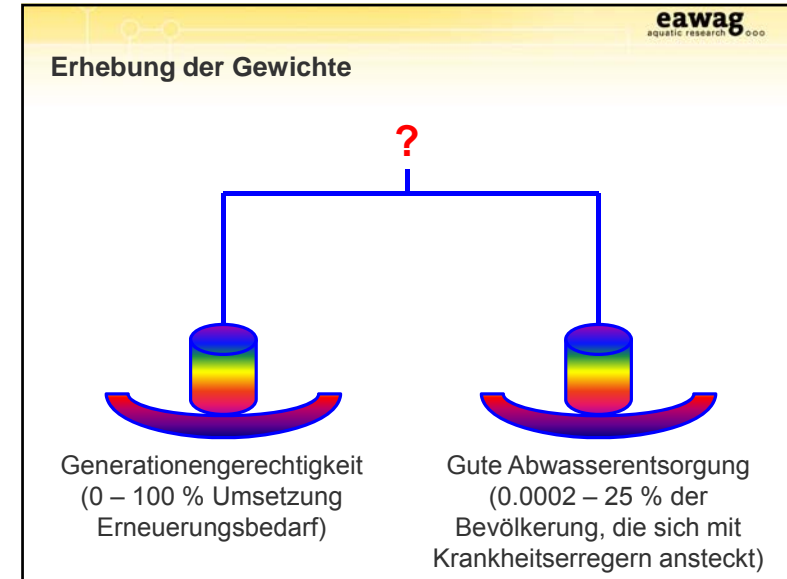 eawag
aquatic research ooo
Erhebung der Gewichte
?
Generationengerechtigkeit
(0 – 100 % Umsetzung
Erneuerungsbedarf)
Gute Abwasserentsorgung
(0.0002 – 25 % der
Bevölkerung, die sich mit
Krankheitserregern ansteckt)